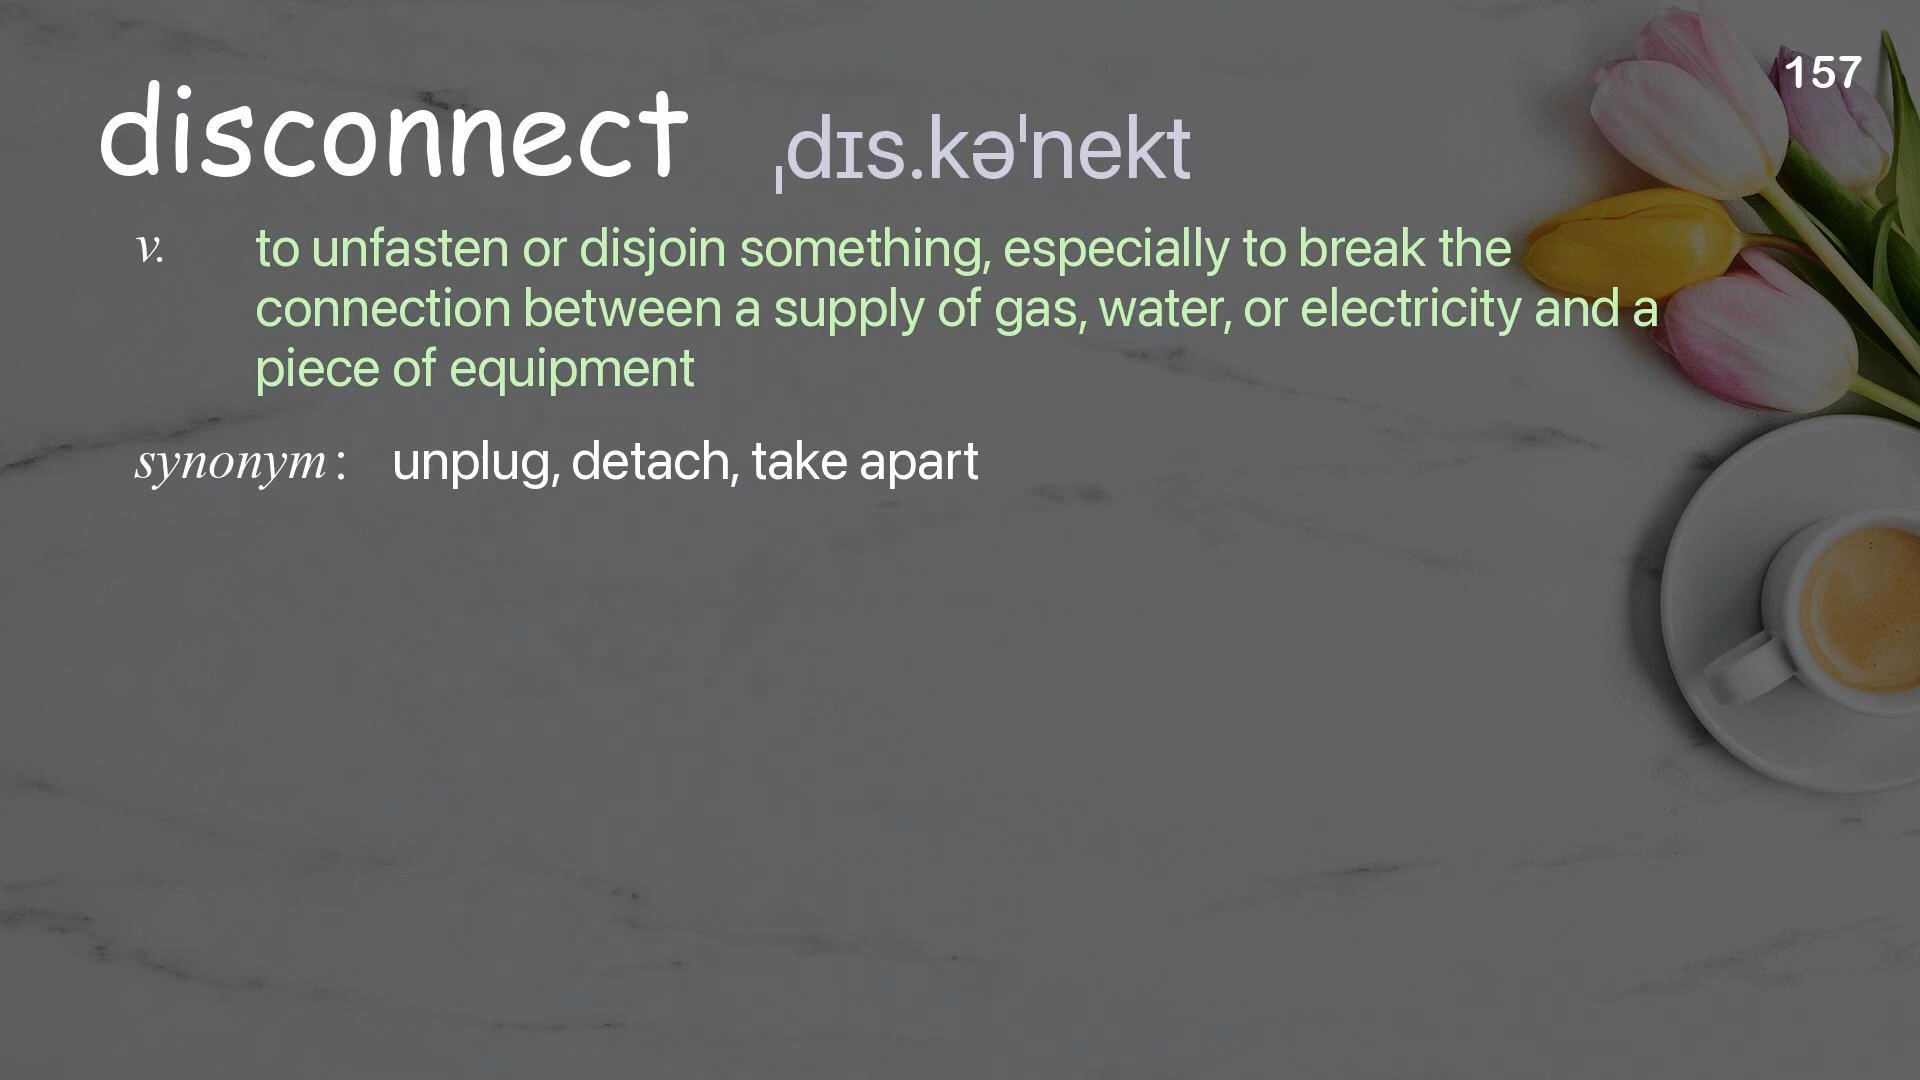 157
disconnect ˌdɪs.kəˈnekt
v. to unfasten or disjoin something, especially to break the
connection between a supply of gas, water, or electricity and a
piece of equipment
synonym: unplug, detach, take apart